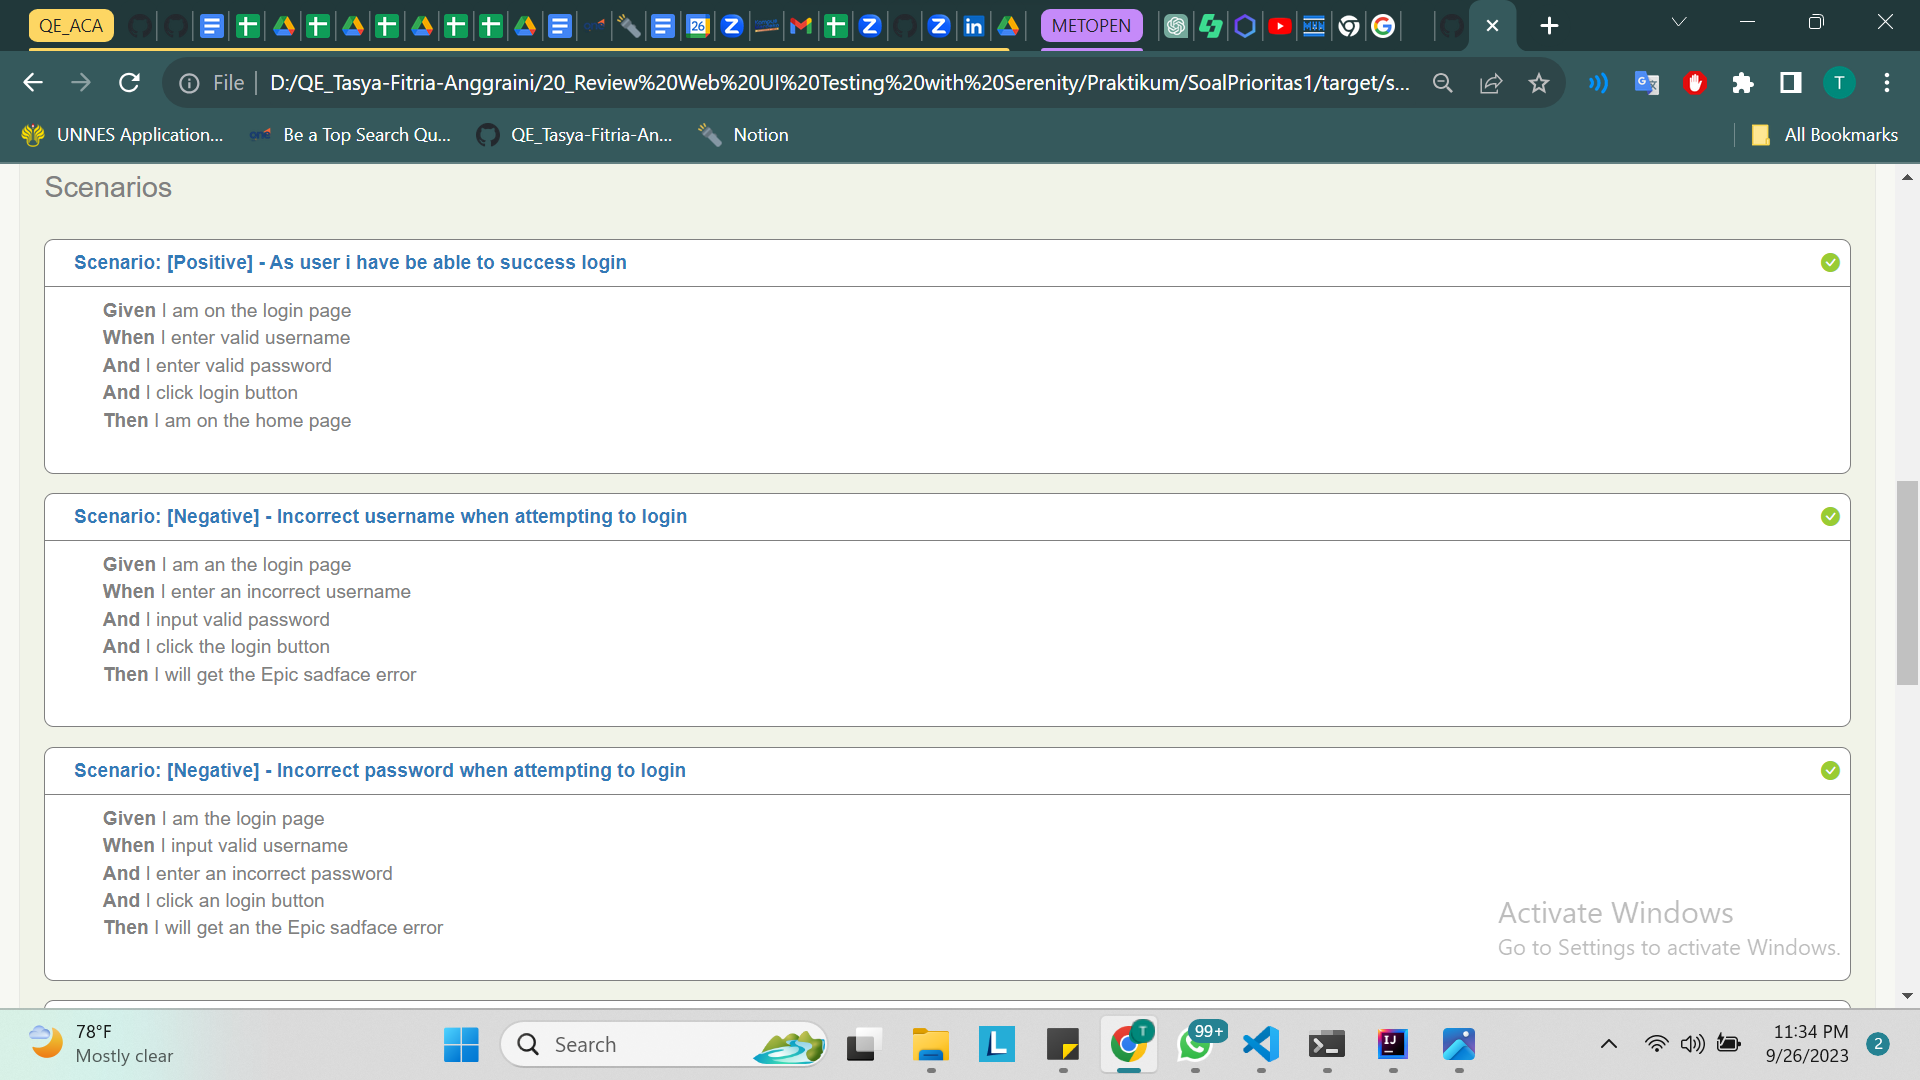 QE_ACA
METOPEN
File
D:/QE_Tasya-Fitria-Anggraini/20_Review%20Web%20UI%20Testing%20with%20Serenity/Praktikum/SoalPrioritas1/target/s...
T
UNNES Application...
one Be a Top Search Qu...
QE_Tasya-Fitria-An...
Notion
All Bookmarks
Scenarios
Scenario: [Positive] - As user i have be able to success login
Given I am on the login page
When I enter valid username
And I enter valid password
And I click login button
Then I am on the home page
Scenario: [Negative] - Incorrect username when attempting to login
Given I am an the login page
When I enter an incorrect username
And I input valid password
And I click the login button
Then I will get the Epic sadface error
Scenario: [Negative] - Incorrect password when attempting to login
Given I am the login page
When I input valid username
And I enter an incorrect password
And I click an login button
Then I will get an the Epic sadface error
Activate Windows
Go to Settings to activate Windows.
78°F
Mostly clear
Search
L
T
99+
IJ
11:34 PM
9/26/2023
2